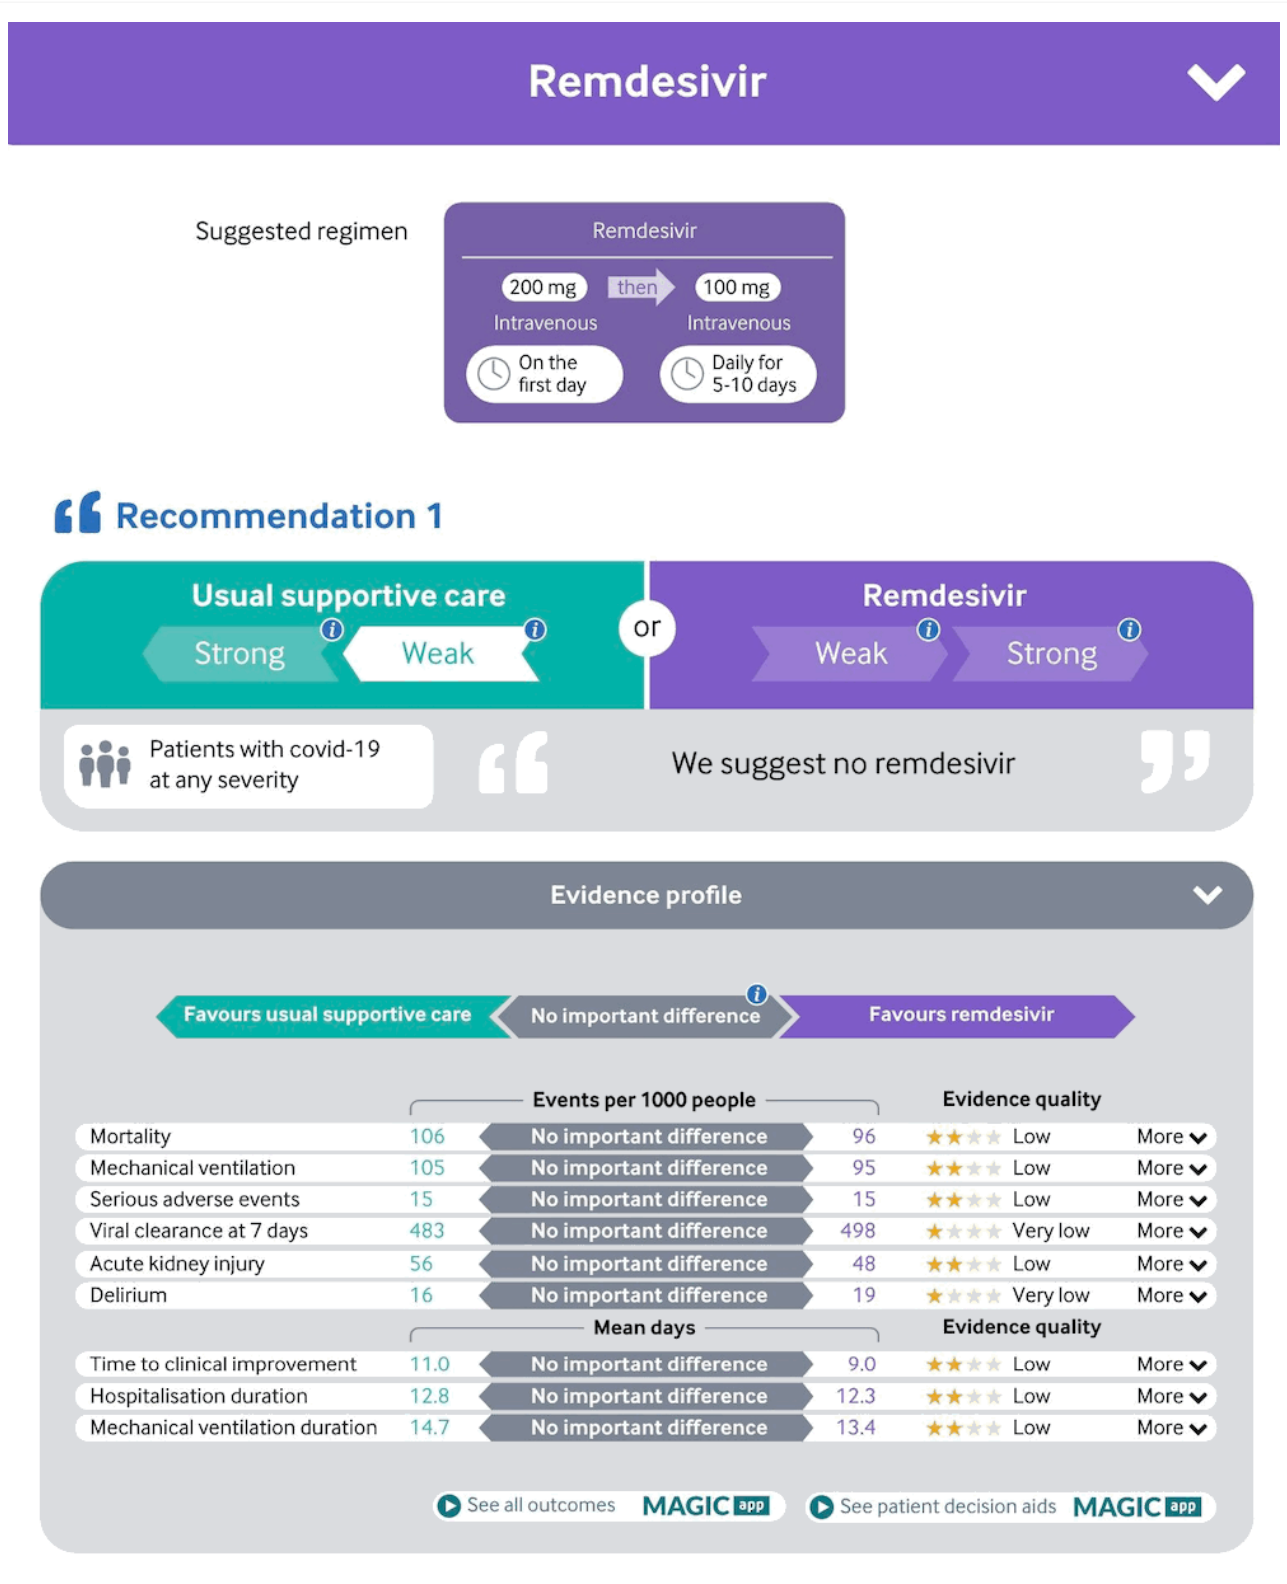 Remdesivir
Suggested regimen
Remdesivir
200 mg then 100 mg
Intravenous Intravenous
On the first day
Daily for 5-10 days
Recommendation 1
Usual supportive care or Remdesivir
Strong Weak Weak Strong
Patients with covid-19
at any severity
We suggest no remdesivir
Evidence profile
Favours usual supportive care No important difference Favours remdesivir
Events per 1000 people Evidence quality
Mortality 106 No important difference 96 Low More
Mechanical ventilation 105 No important difference 95 Low More
Serious adverse events 15 No important difference 15 Low More
Viral clearance at 7 days 483 No important difference 498 Very low More
Acute kidney injury 56 No important difference 48 Low More
Delirium 16 No important difference 19 Very low More
Mean days Evidence quality
Time to clinical improvement 11.0 No important difference 9.0 Low More
Hospitalisation duration 12.8 No important difference 12.3 Low More
Mechanical ventilation duration 14.7 No important difference 13.4 Low More
See all outcomes MAGIC app See patient decision aids MAGIC app